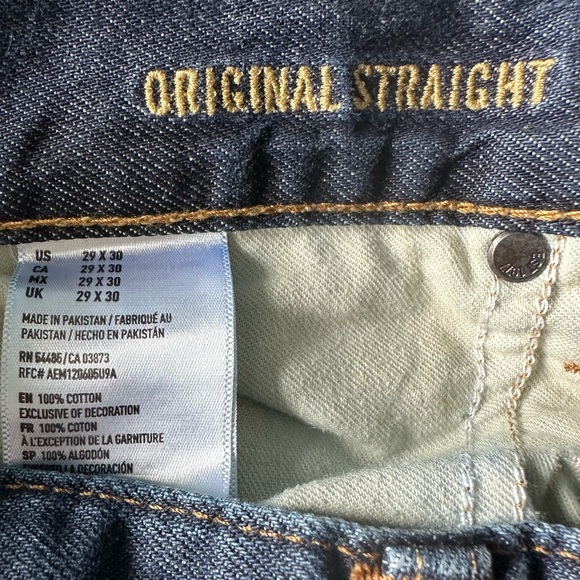 ORIGINAL STRAIGHT
US 29 X 30
CA 29 X 30
MX 29 X 30
UK 29 X 30
MADE IN PAKISTAN / FABRIQUÉ AU
PAKISTAN / HECHO EN PAKISTÁN
RN 54485/CA 03873
RFC# AEM120605U9A
EN 100% COTTON
EXCLUSIVE OF DECORATION
FR 100% COTON
À L'EXCEPTION DE LA GARNITURE
SP 100% ALGODÓN
LA DECORACIÓN